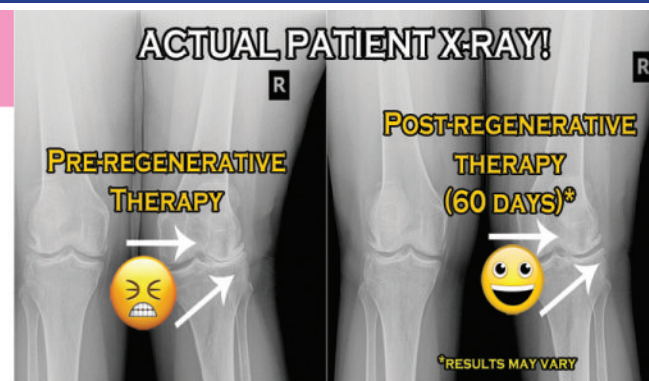 ACTUAL PATIENT X-RAY!
R
PRE-REGENERATIVE
THERAPY
R
POST-REGENERATIVE
THERAPY
(60 DAYS)*
*RESULTS MAY VARY